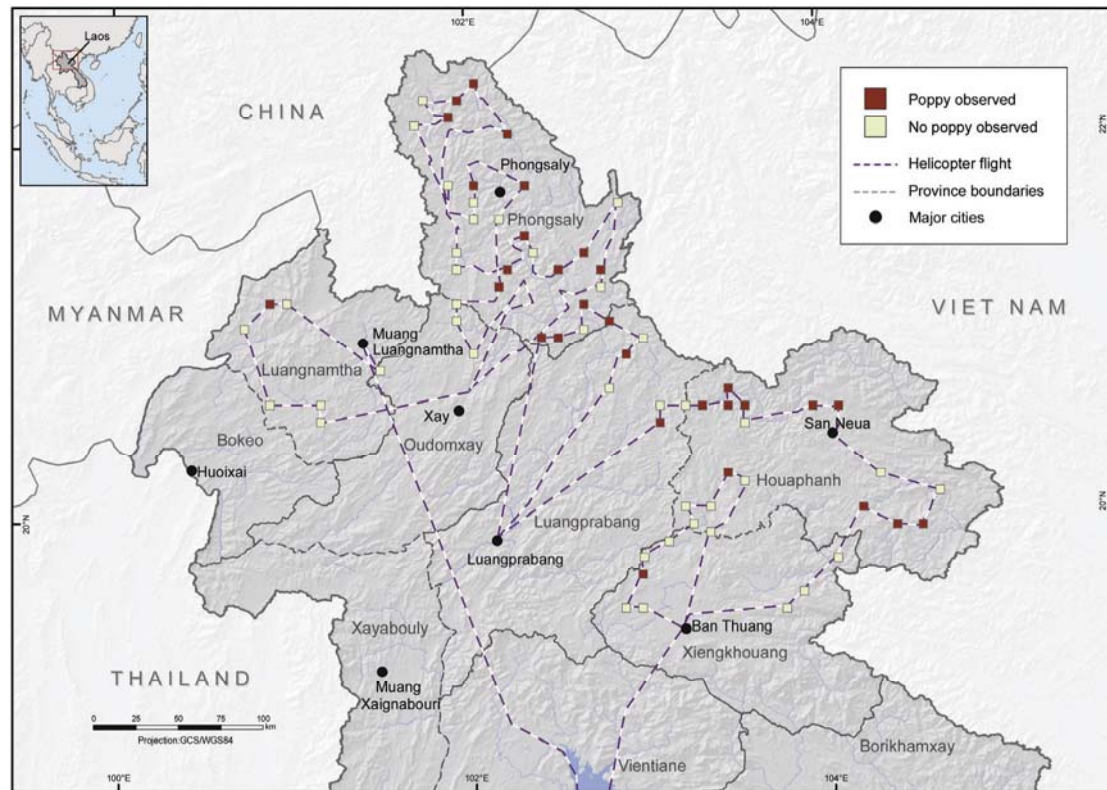 102°E
104°E
Laos
CHINA
Poppy observed
No poppy observed
Helicopter flight
Province boundaries
Major cities
22°N
22°N
Phongsaly
Phongsaly
MYANMAR
VIET NAM
Muang
Luangnamtha
Luangnamtha
Xay
Oudomxay
San Neua
Bokeo
Huoixai
Houaphanh
20°N
20°N
Luangprabang
Luangprabang
Ban Thuang
Xiengkhouang
Xayabouly
THAILAND
Muang
Xaignabouri
0 25 50 75 100
km
Projection:GCS/WGS84
Vientiane
Borikhamxay
100°E
102°E
104°E